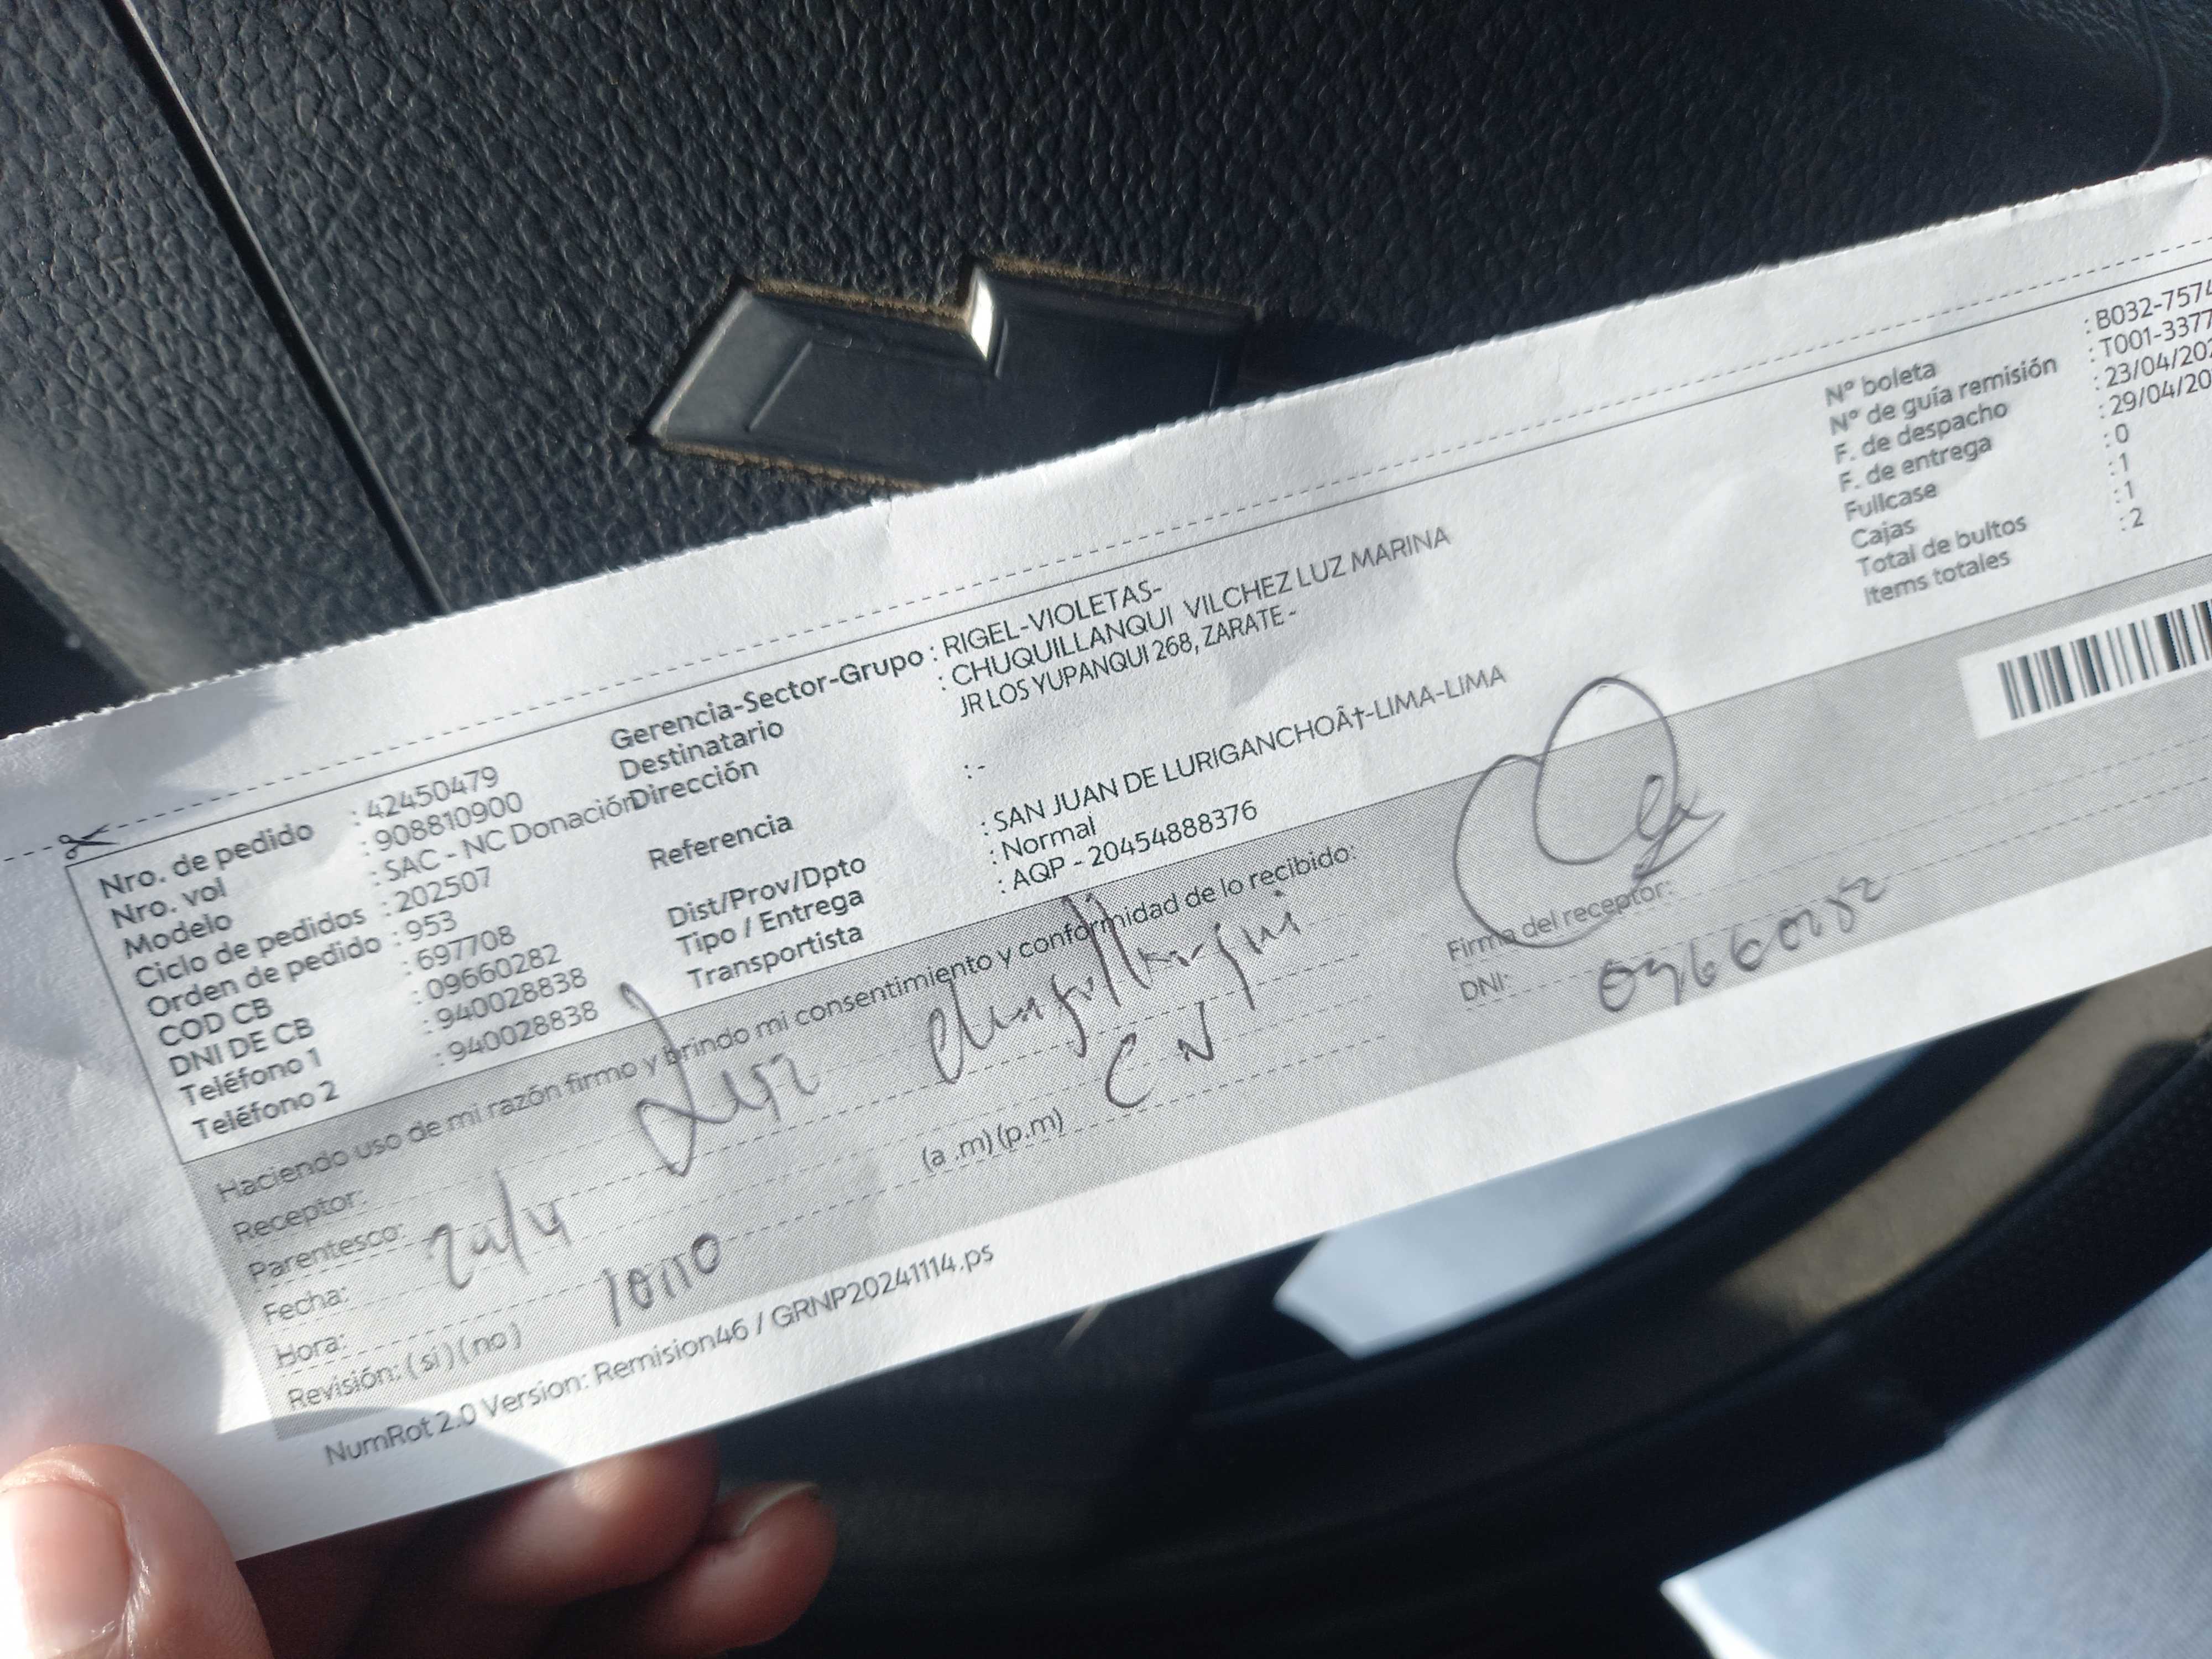 Nro. de pedido : 42450479
Nro. vol : 908810900
Modelo : SAC - NC Donación
Ciclo de pedidos : 202507
Orden de pedido : 953
COD CB : 697708
DNI DE CB : 09660282
Teléfono 1 : 940028838
Teléfono 2 : 940028838
Gerencia-Sector-Grupo : RIGEL-VIOLETAS-
Destinatario : CHUQUILLANQUI VILCHEZ LUZ MARINA
Dirección JR LOS YUPANQUI 268, ZARATE -
Referencia : -
Dist/Prov/Dpto : SAN JUAN DE LURIGANCHOÂ†-LIMA-LIMA
Tipo / Entrega : Normal
Transportista : AQP - 20454888376
N° boleta : B032-7574
N° de guía remisión : T001-3377
F. de despacho : 23/04/202
F. de entrega : 29/04/20
Fullcase : 0
Cajas : 1
Total de bultos : 1
Items totales : 2
Haciendo uso de mi razón firmo y brindo mi consentimiento y conformidad de lo recibido:
Receptor: Luz
Parentesco:
Fecha:
Hora: (a .m) (p.m)
Revisión: ( si ) ( no )
Firma del receptor:
DNI: 09660282
NumRot 2.0 Version: Remision46 / GRNP20241114.ps